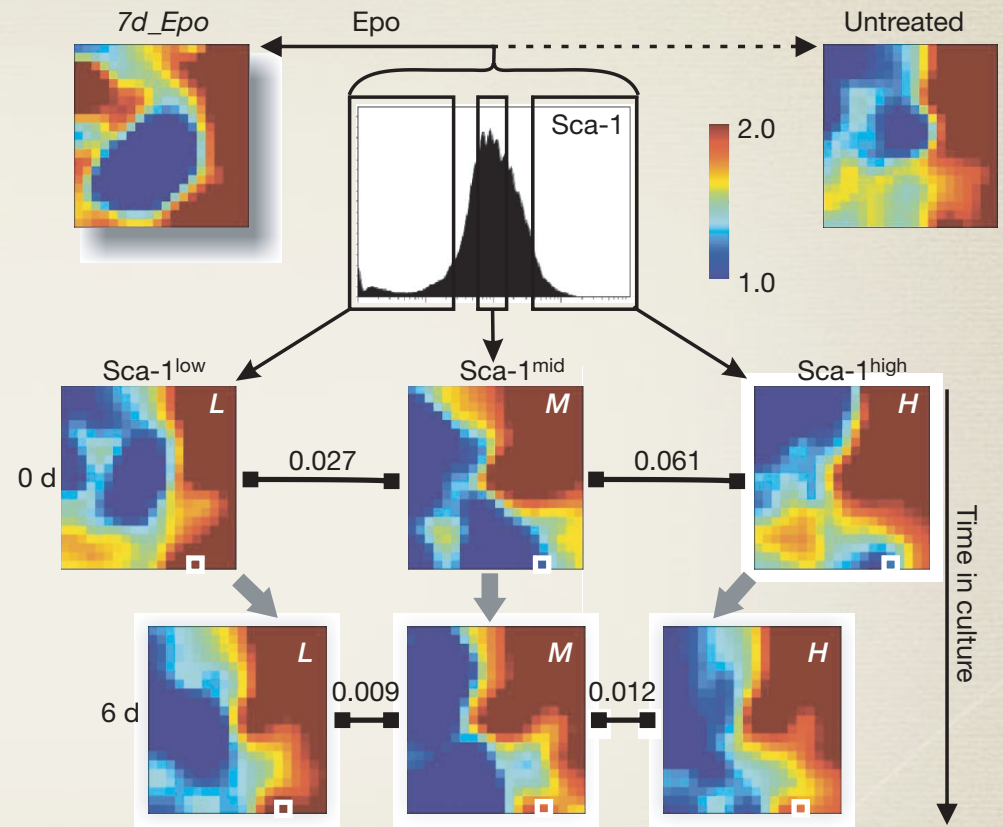 7d_Epo
Epo
Untreated
Sca-1
2.0
1.0
Sca-1low
Sca-1mid
Sca-1high
L
M
H
0 d
0.027
0.061
Time in culture
L
M
H
6 d
0.009
0.012